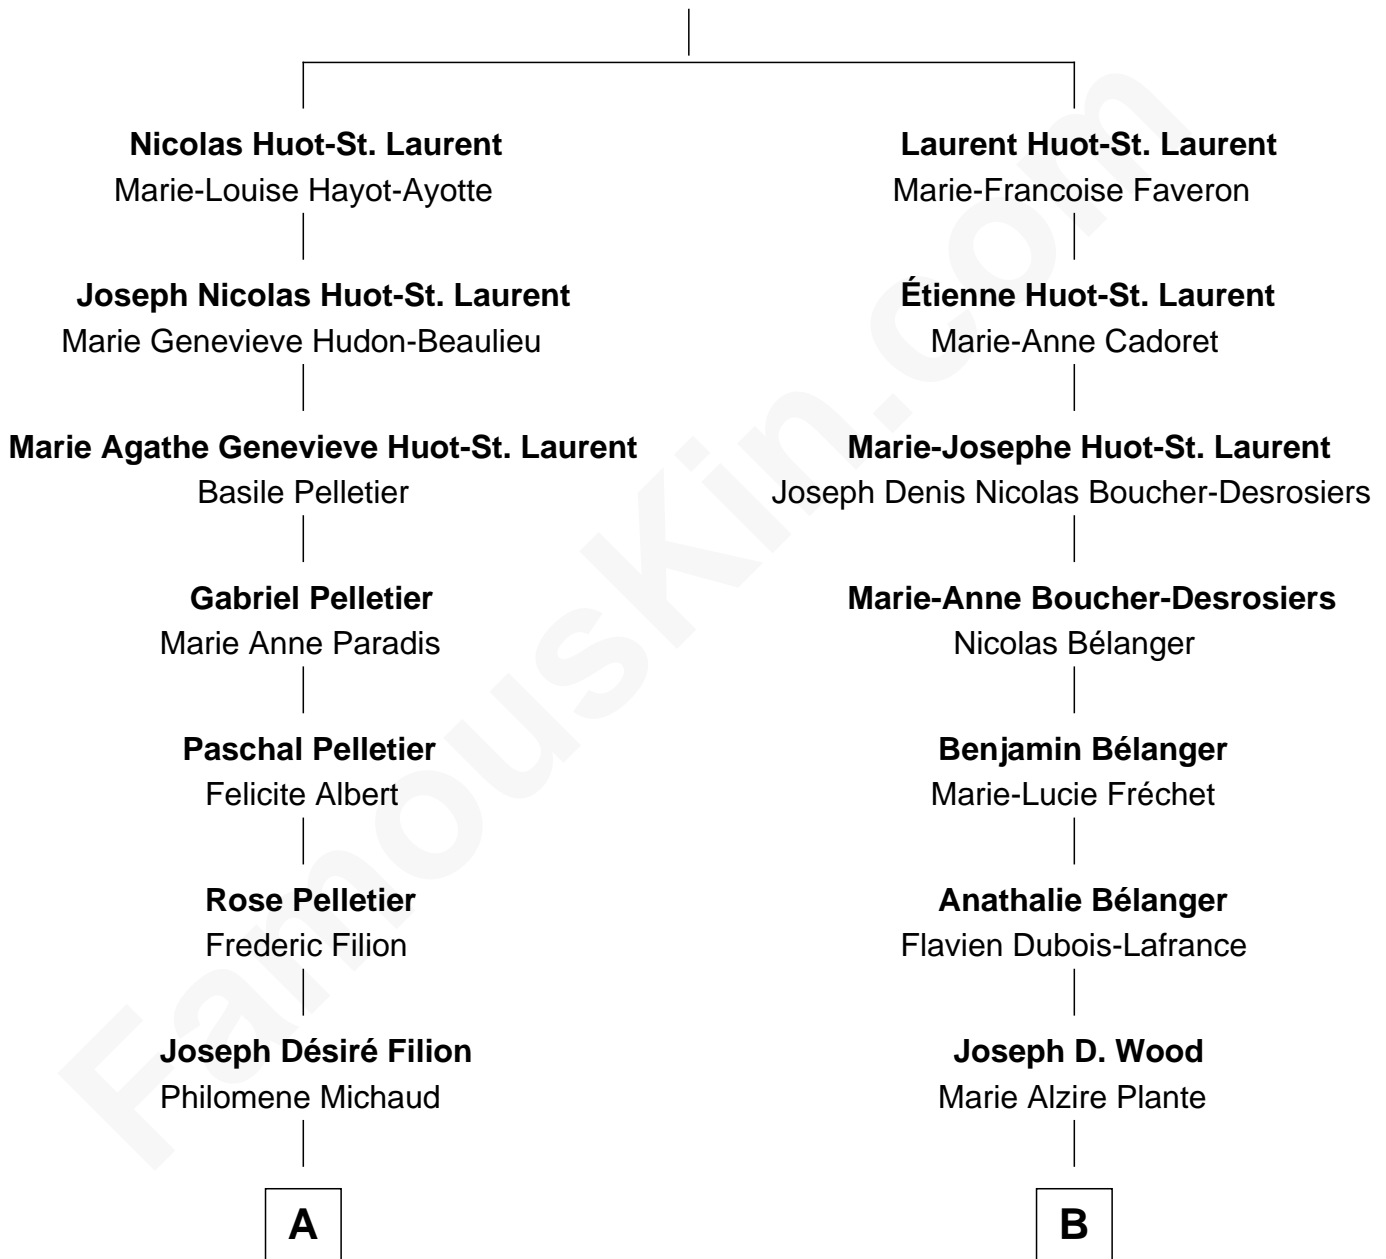 Nicolas Huot-St. Laurent
Marie-Louise Hayot-Ayotte
Laurent Huot-St. Laurent
Marie-Francoise Faveron
Joseph Nicolas Huot-St. Laurent
Marie Genevieve Hudon-Beaulieu
Étienne Huot-St. Laurent
Marie-Anne Cadoret
Marie Agathe Genevieve Huot-St. Laurent
Basile Pelletier
Marie-Josephe Huot-St. Laurent
Joseph Denis Nicolas Boucher-Desrosiers
Gabriel Pelletier
Marie Anne Paradis
Marie-Anne Boucher-Desrosiers
Nicolas Bélanger
Paschal Pelletier
Felicite Albert
Benjamin Bélanger
Marie-Lucie Fréchet
Rose Pelletier
Frederic Filion
Anathalie Bélanger
Flavien Dubois-Lafrance
Joseph Désiré Filion
Philomene Michaud
Joseph D. Wood
Marie Alzire Plante
A
B
FamousKin.com